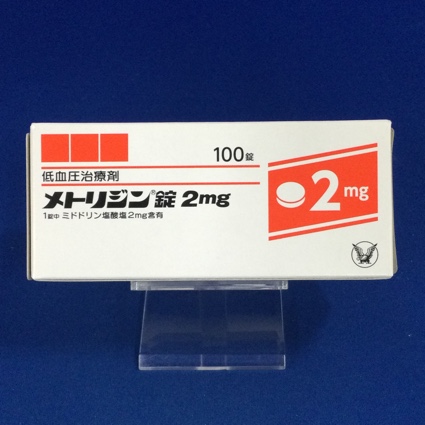 100錠
低血圧治療剤
メトリジン®錠 2mg
1錠中 ミドドリン塩酸塩2mg含有
2mg